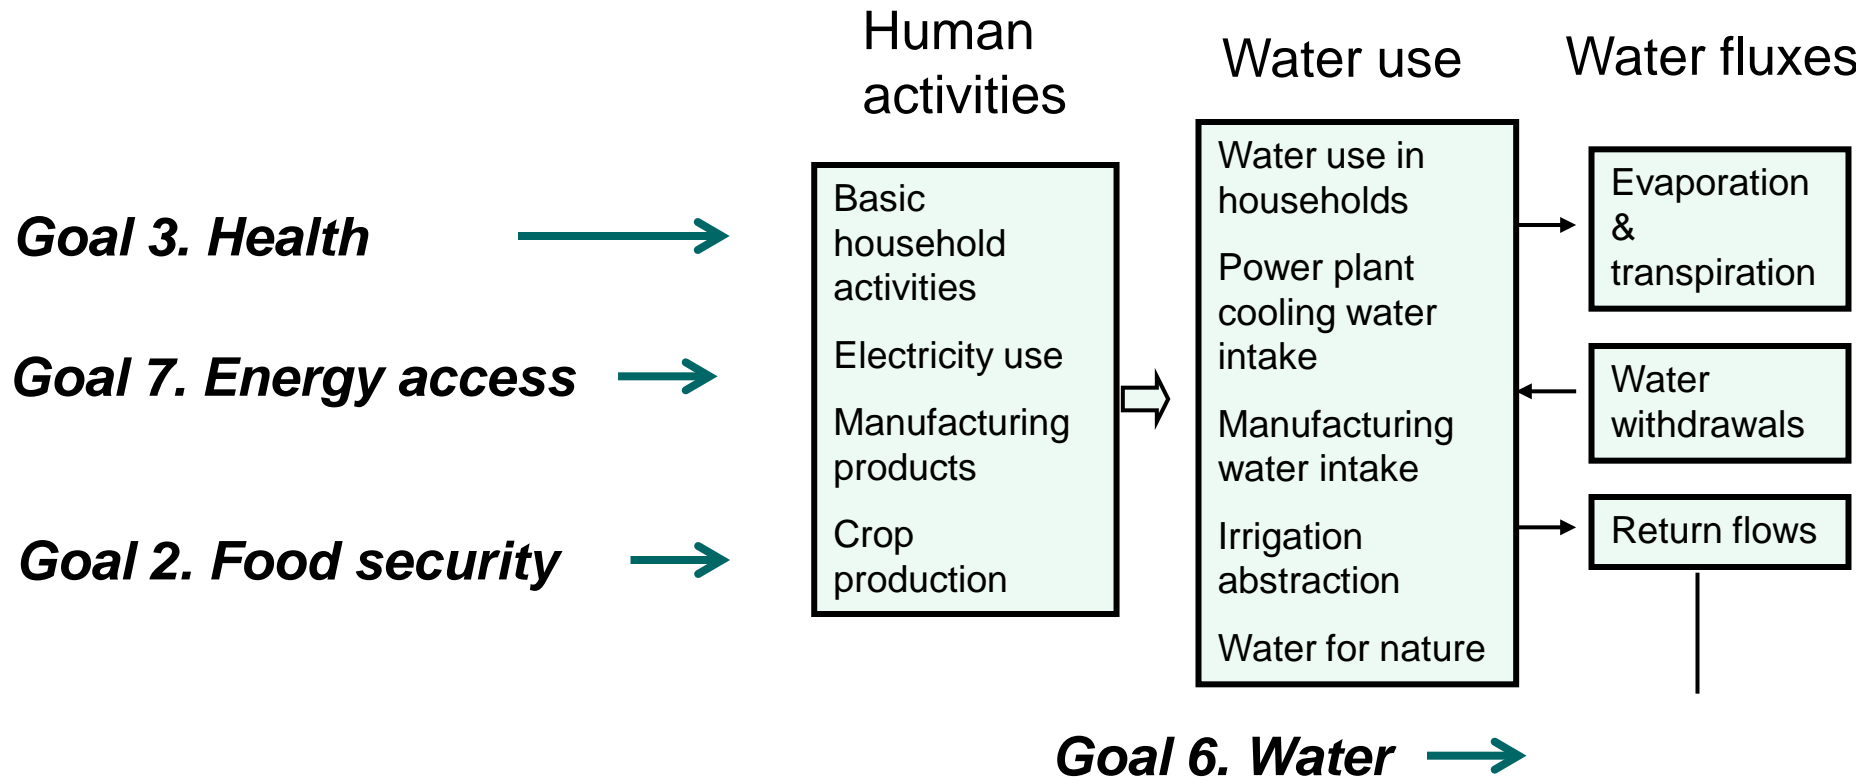 Human
activities
Water use
Water fluxes
Goal 3. Health
Goal 7. Energy access
Goal 2. Food security
Basic
household
activities
Electricity use
Manufacturing
products
Crop
production
Water use in
households
Power plant
cooling water
intake
Manufacturing
water intake
Irrigation
abstraction
Water for nature
Evaporation
&
transpiration
Water
withdrawals
Return flows
Goal 6. Water